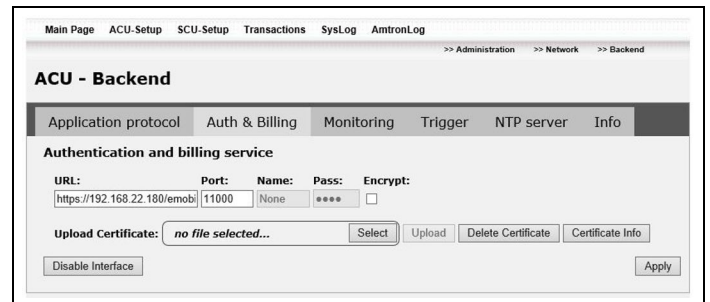 Main Page ACU-Setup SCU-Setup Transactions SysLog AmtronLog
>> Administration >> Network >> Backend
ACU - Backend
Application protocol Auth & Billing Monitoring Trigger NTP server Info
Authentication and billing service
URL: Port: Name: Pass: Encrypt:
https://192.168.22.180/emobi 11000 None ••••
Upload Certificate: no file selected... Select Upload Delete Certificate Certificate Info
Disable Interface Apply